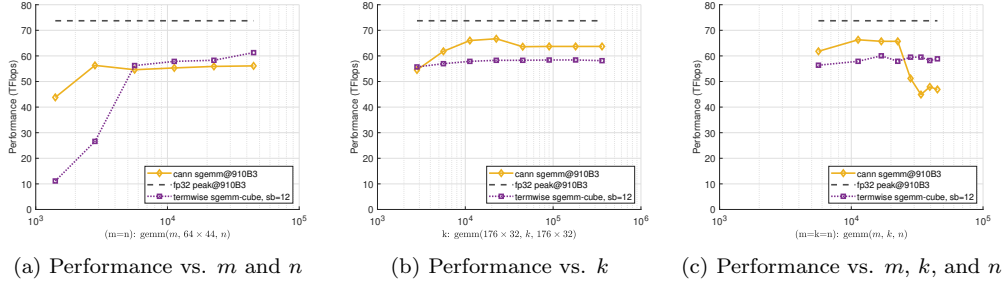 80
70
60
50
40
30
20
10
0
Performance (TFlops)
cann sgemm@910B3
fp32 peak@910B3
termwise sgemm-cube, sb=12
10^3
10^4
10^5
(m=n): gemm(m, 64 × 44, n)
(a) Performance vs. m and n
80
70
60
50
40
30
20
10
0
Performance (TFlops)
cann sgemm@910B3
fp32 peak@910B3
termwise sgemm-cube, sb=12
10^3
10^4
10^5
10^6
k: gemm(176 × 32, k, 176 × 32)
(b) Performance vs. k
80
70
60
50
40
30
20
10
0
Performance (TFlops)
cann sgemm@910B3
fp32 peak@910B3
termwise sgemm-cube, sb=12
10^3
10^4
10^5
(m=k=n): gemm(m, k, n)
(c) Performance vs. m, k, and n